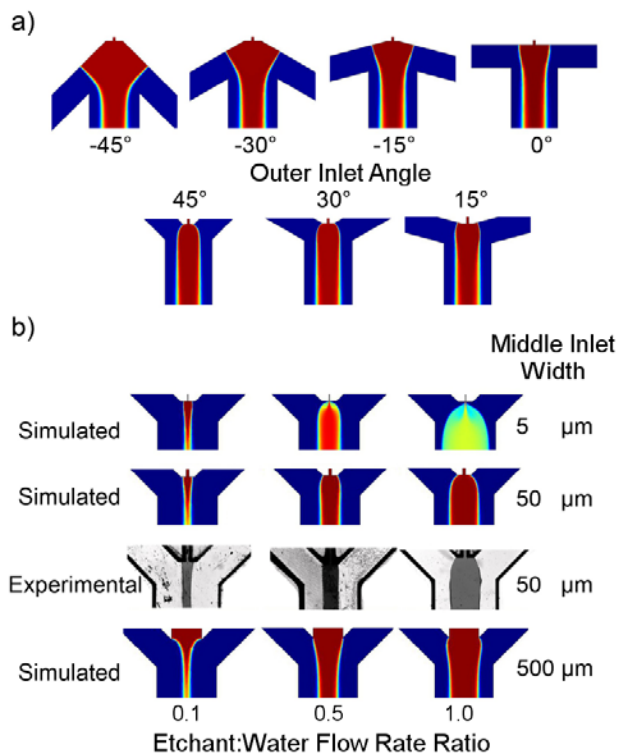 a)
-45°
-30°
-15°
0°
Outer Inlet Angle
45°
30°
15°
b)
Middle Inlet
Width
Simulated
5 μm
Simulated
50 μm
Experimental
50 μm
Simulated
500 μm
0.1
0.5
1.0
Etchant:Water Flow Rate Ratio